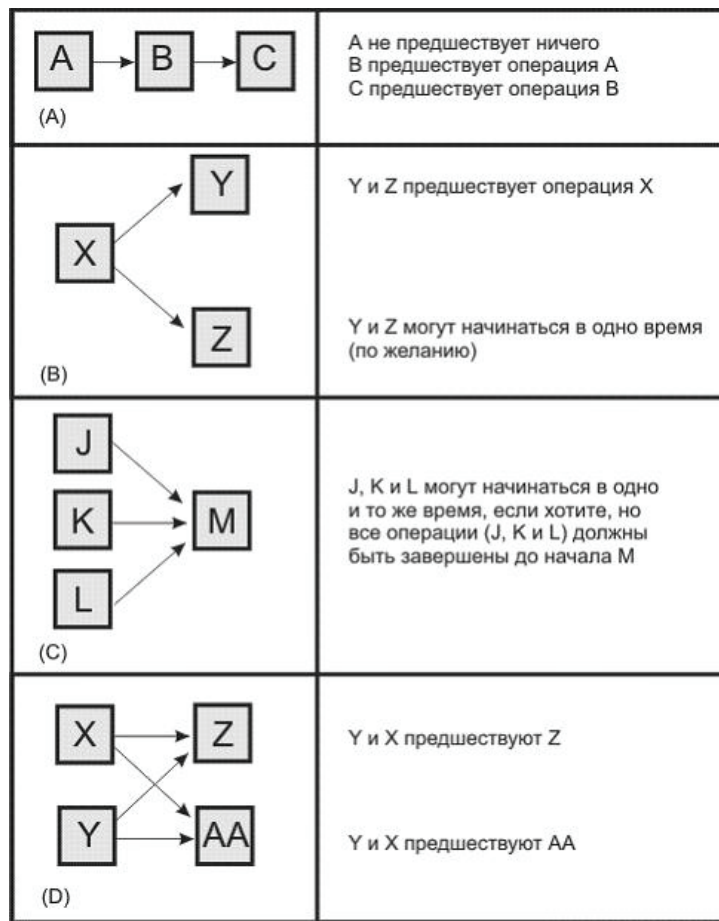 A B C
(A)
А не предшествует ничего
В предшествует операция А
С предшествует операция В
Y
X
Z
(B)
Y и Z предшествует операция X
Y и Z могут начинаться в одно время
(по желанию)
J
K M
L
(C)
J, K и L могут начинаться в одно
и то же время, если хотите, но
все операции (J, K и L) должны
быть завершены до начала М
X Z
Y AA
(D)
Y и X предшествуют Z
Y и X предшествуют АА